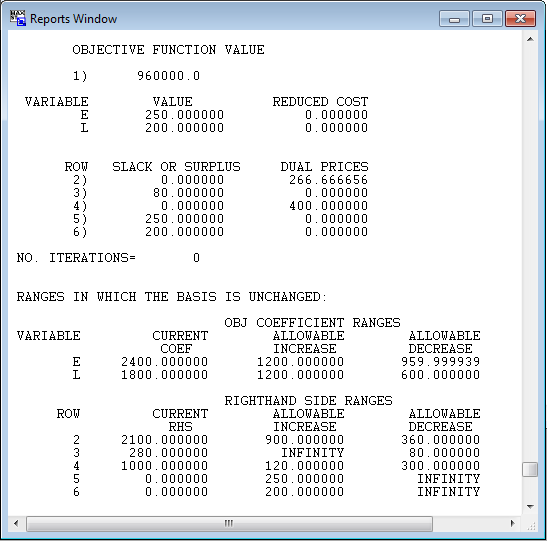 Reports Window
OBJECTIVE FUNCTION VALUE
1) 960000.0
VARIABLE VALUE REDUCED COST
E 250.000000 0.000000
L 200.000000 0.000000
ROW SLACK OR SURPLUS DUAL PRICES
2) 0.000000 266.666656
3) 80.000000 0.000000
4) 0.000000 400.000000
5) 250.000000 0.000000
6) 200.000000 0.000000
NO. ITERATIONS= 0
RANGES IN WHICH THE BASIS IS UNCHANGED:
OBJ COEFFICIENT RANGES
VARIABLE CURRENT ALLOWABLE ALLOWABLE
COEF INCREASE DECREASE
E 2400.000000 1200.000000 959.999939
L 1800.000000 1200.000000 600.000000
RIGHTHAND SIDE RANGES
ROW CURRENT ALLOWABLE ALLOWABLE
RHS INCREASE DECREASE
2 2100.000000 900.000000 360.000000
3 280.000000 INFINITY 80.000000
4 1000.000000 120.000000 300.000000
5 0.000000 250.000000 INFINITY
6 0.000000 200.000000 INFINITY